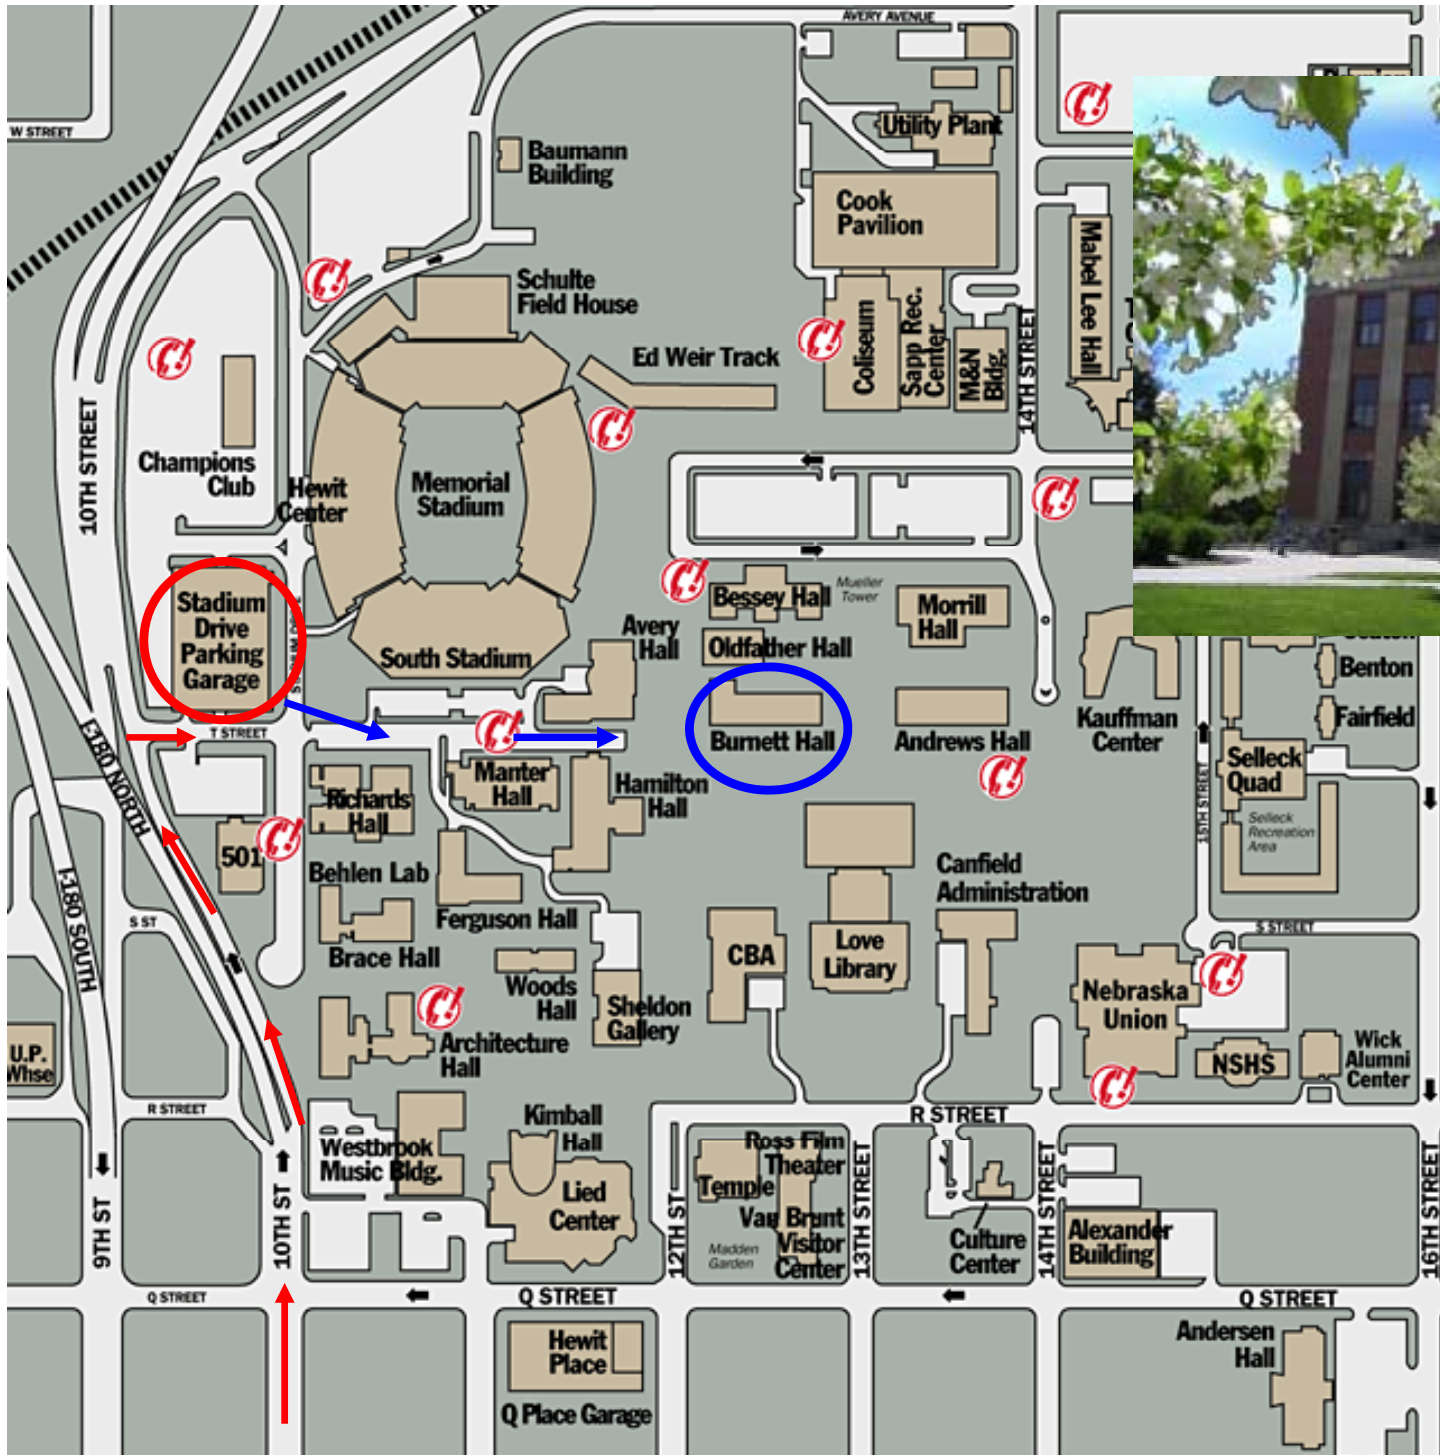 AVERY AVENUE
W STREET
Utility Plant
Baumann
Building
Cook
Pavilion
Mabel Lee Hall
Schulte
Field House
Coliseum
Sapp Rec.
Center
M&N
Bldg.
14TH STREET
Ed Weir Track
10TH STREET
Champions
Club
Hewit
Center
Memorial
Stadium
Bessey Hall
Mueller
Tower
Morrill
Hall
Stadium
Drive
Parking
Garage
Avery
Hall
Oldfather Hall
South Stadium
Benton
Fairfield
Kauffman
Center
T STREET
Burnett Hall
Andrews Hall
I-180 NORTH
Manter
Hall
Hamilton
Hall
Selleck
Quad
Richards
Hall
15TH STREET
Selleck
Recreation
Area
501
Behlen Lab
Canfield
Administration
I-180 SOUTH
S ST
Ferguson Hall
S STREET
Brace Hall
CBA
Love
Library
Woods
Hall
Nebraska
Union
Sheldon
Gallery
Architecture
Hall
U.P.
Whse
NSHS
Wick
Alumni
Center
R STREET
R STREET
Kimball
Hall
Westbrook
Music Bldg.
Ross Film
Theater
Temple
Lied
Center
Van Brunt
Visitor
Center
Madden
Garden
Culture
Center
Alexander
Building
9TH ST
10TH ST
12TH ST
13TH STREET
14TH STREET
16TH STREET
Q STREET
Q STREET
Q STREET
Hewit
Place
Andersen
Hall
Q Place Garage